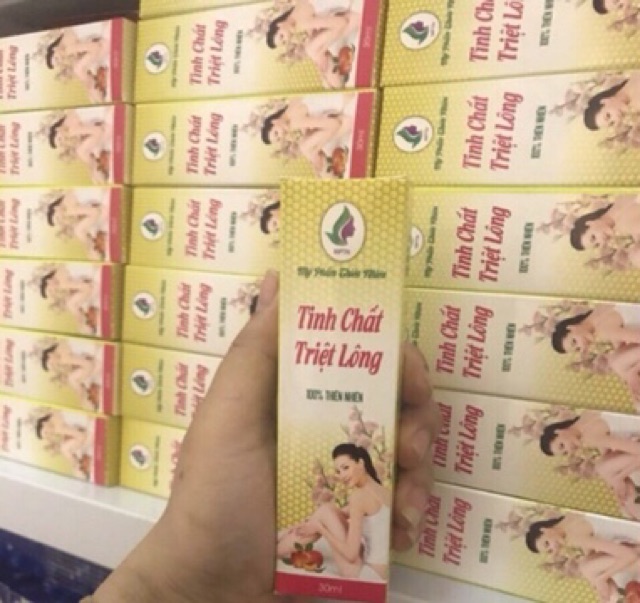 Mỹ Phẩm Thiên Nhiên
Tinh Chất
Triệt Lông
100% THIÊN NHIÊN
30ml